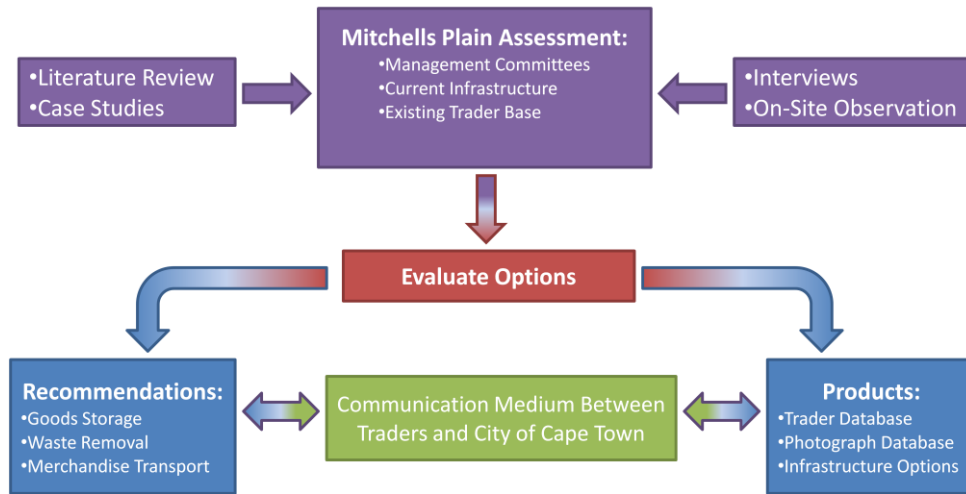 Mitchells Plain Assessment:
•Management Committees
•Current Infrastructure
•Existing Trader Base
•Literature Review
•Case Studies
•Interviews
•On-Site Observation
Evaluate Options
Recommendations:
•Goods Storage
•Waste Removal
•Merchandise Transport
Communication Medium Between
Traders and City of Cape Town
Products:
•Trader Database
•Photograph Database
•Infrastructure Options